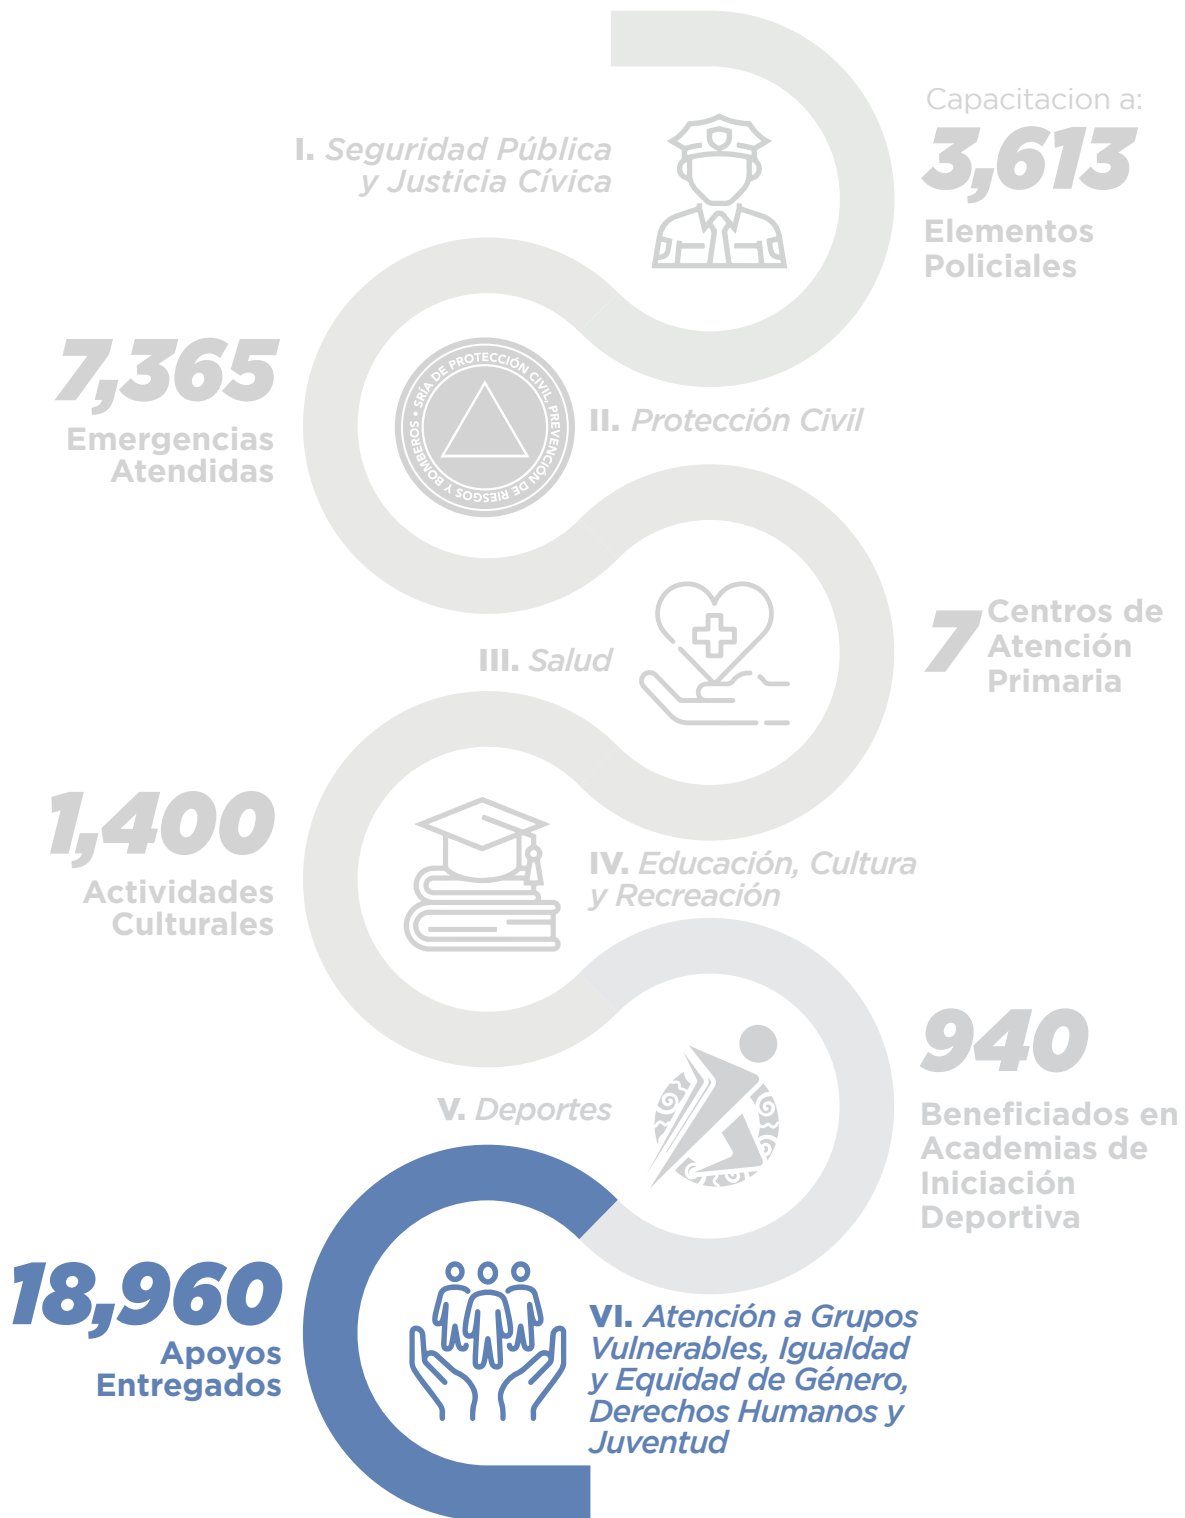 Capacitacion a:
3,613
Elementos
Policiales
I. Seguridad Pública
y Justicia Cívica
7,365
Emergencias
Atendidas
SRÍA DE PROTECCIÓN CIVIL, PREVENCIÓN DE RIESGOS Y BOMBEROS •
II. Protección Civil
III. Salud
7
Centros de
Atención
Primaria
1,400
Actividades
Culturales
IV. Educación, Cultura
y Recreación
940
Beneficiados en
Academias de
Iniciación
Deportiva
V. Deportes
18,960
Apoyos
Entregados
VI. Atención a Grupos
Vulnerables, Igualdad
y Equidad de Género,
Derechos Humanos y
Juventud